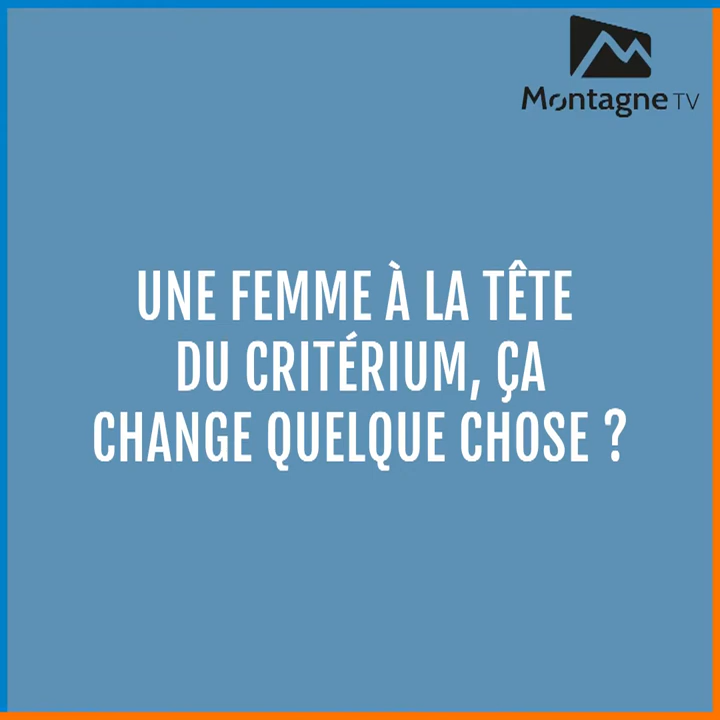 Montagne TV
UNE FEMME À LA TÊTE
DU CRITÉRIUM, ÇA
CHANGE QUELQUE CHOSE ?